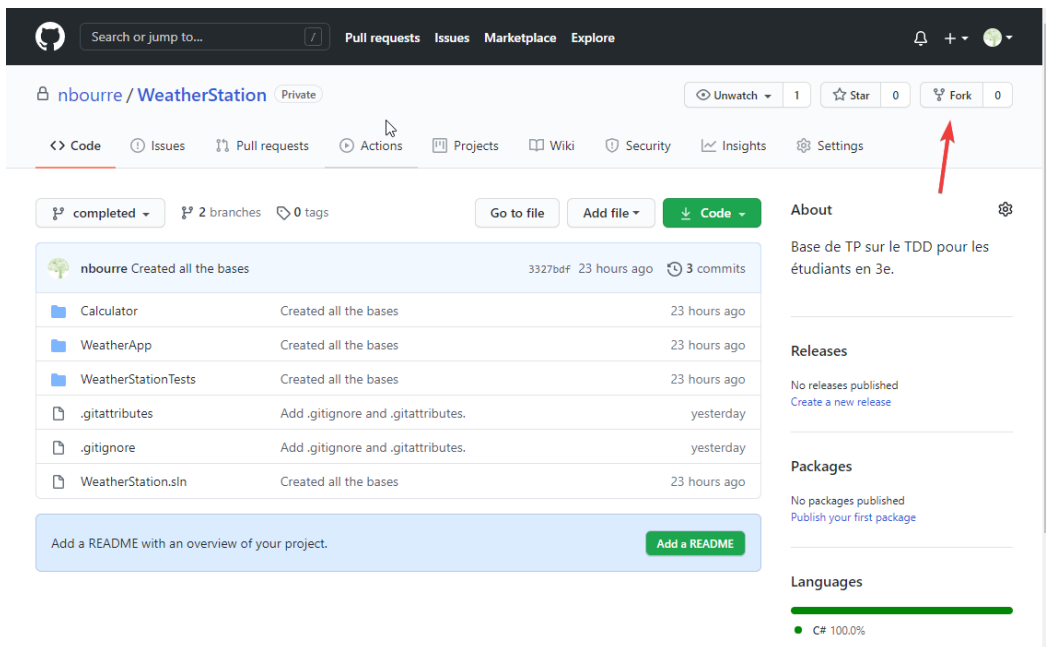 Search or jump to... /
Pull requests Issues Marketplace Explore
nbourre / WeatherStation Private
Unwatch 1 Star 0 Fork 0
Code Issues Pull requests Actions Projects Wiki Security Insights Settings
completed 2 branches 0 tags Go to file Add file Code
nbourre Created all the bases 3327bdf 23 hours ago 3 commits
Calculator Created all the bases 23 hours ago
WeatherApp Created all the bases 23 hours ago
WeatherStationTests Created all the bases 23 hours ago
.gitattributes Add .gitignore and .gitattributes. yesterday
.gitignore Add .gitignore and .gitattributes. yesterday
WeatherStation.sln Created all the bases 23 hours ago
Add a README with an overview of your project. Add a README
About
Base de TP sur le TDD pour les
étudiants en 3e.
Releases
No releases published
Create a new release
Packages
No packages published
Publish your first package
Languages
C# 100.0%